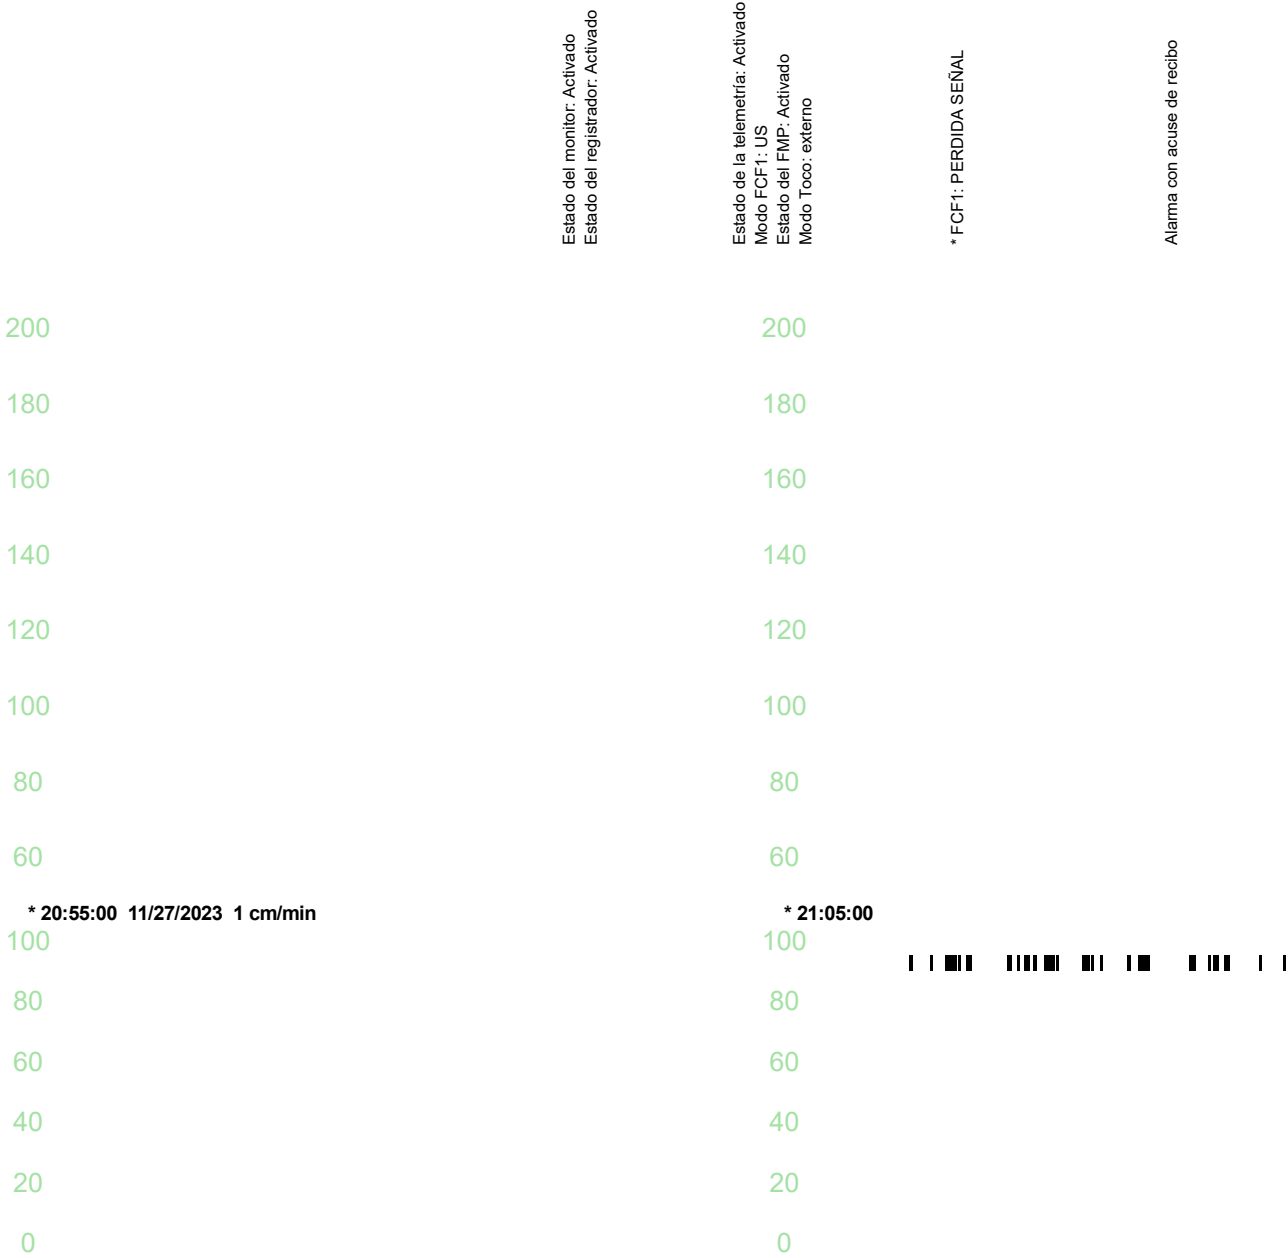 Estado del monitor: Activado
Estado del registrador: Activado
Estado de la telemetría: Activado
Modo FCF1: US
Estado del FMP: Activado
Modo Toco: externo
* FCF1: PERDIDA SEÑAL
Alarma con acuse de recibo
200 200
180 180
160 160
140 140
120 120
100 100
80 80
60 60
* 20:55:00 11/27/2023 1 cm/min * 21:05:00
100 100
80 80
60 60
40 40
20 20
0 0